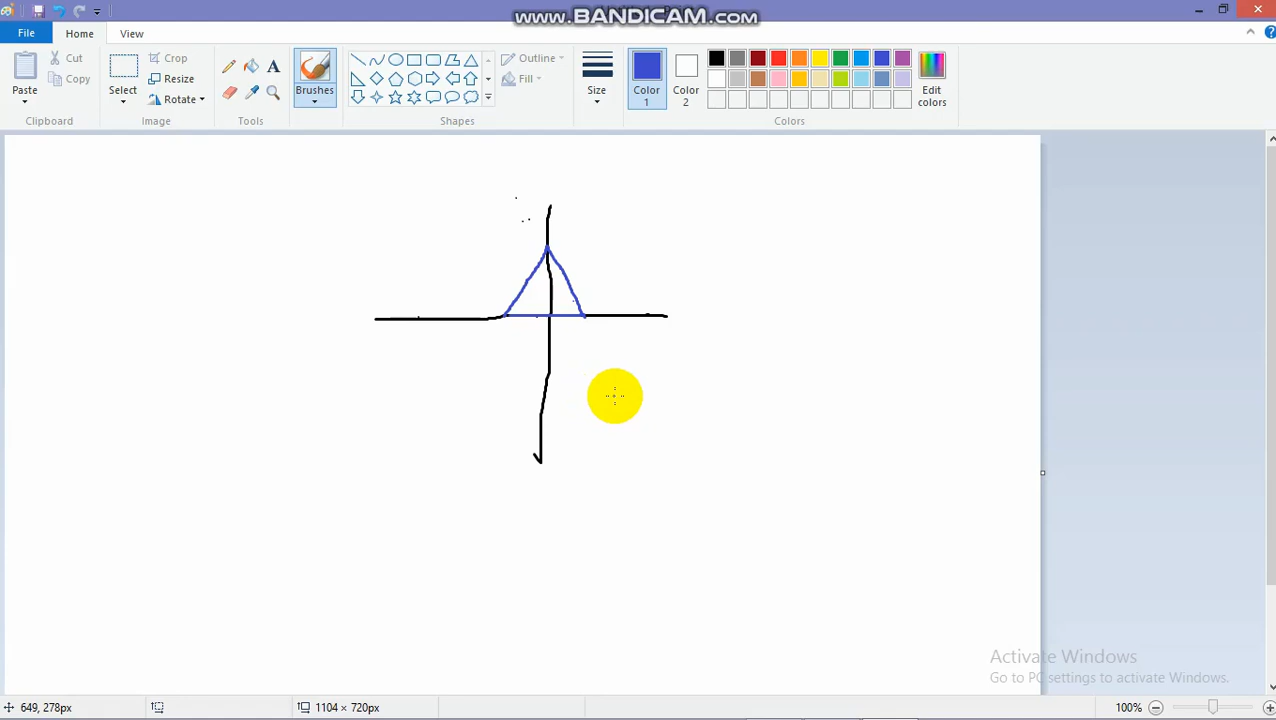 www.BANDICAM.com
File Home View
Paste
Cut
Copy
Clipboard
Select
Crop
Resize
Rotate
Image
A
Tools
Brushes
Shapes
Outline
Fill
Size
Color 1
Color 2
Edit colors
Colors
Activate Windows
Go to PC settings to activate Windows.
649, 278px
1104 × 720px
100%